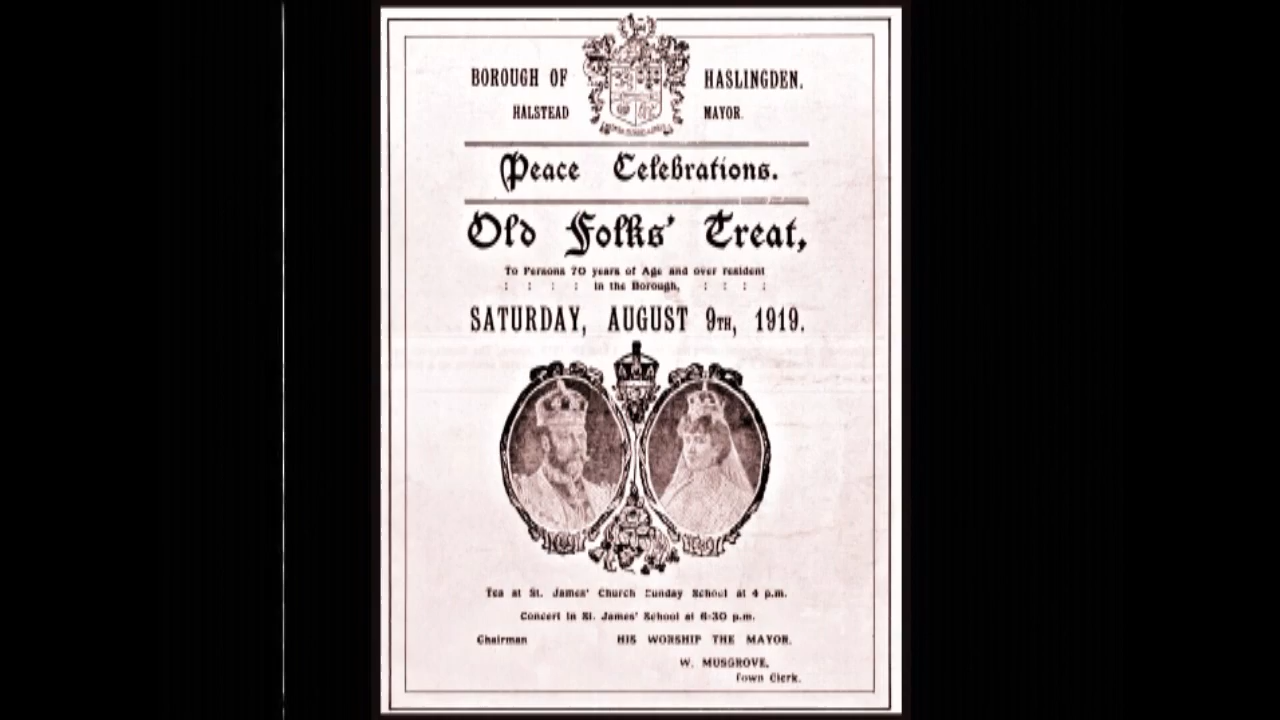 BOROUGH OF HASLINGDEN.
HALSTEAD MAYOR.
Peace Celebrations.
Old Folks' Treat,
To Persons 70 years of Age and over resident
: : : : in the Borough, : : : :
SATURDAY, AUGUST 9TH, 1919.
Tea at St. James' Church Sunday School at 4 p.m.
Concert in St. James' School at 6-30 p.m.
Chairman HIS WORSHIP THE MAYOR.
W. MUSGROVE,
Town Clerk.